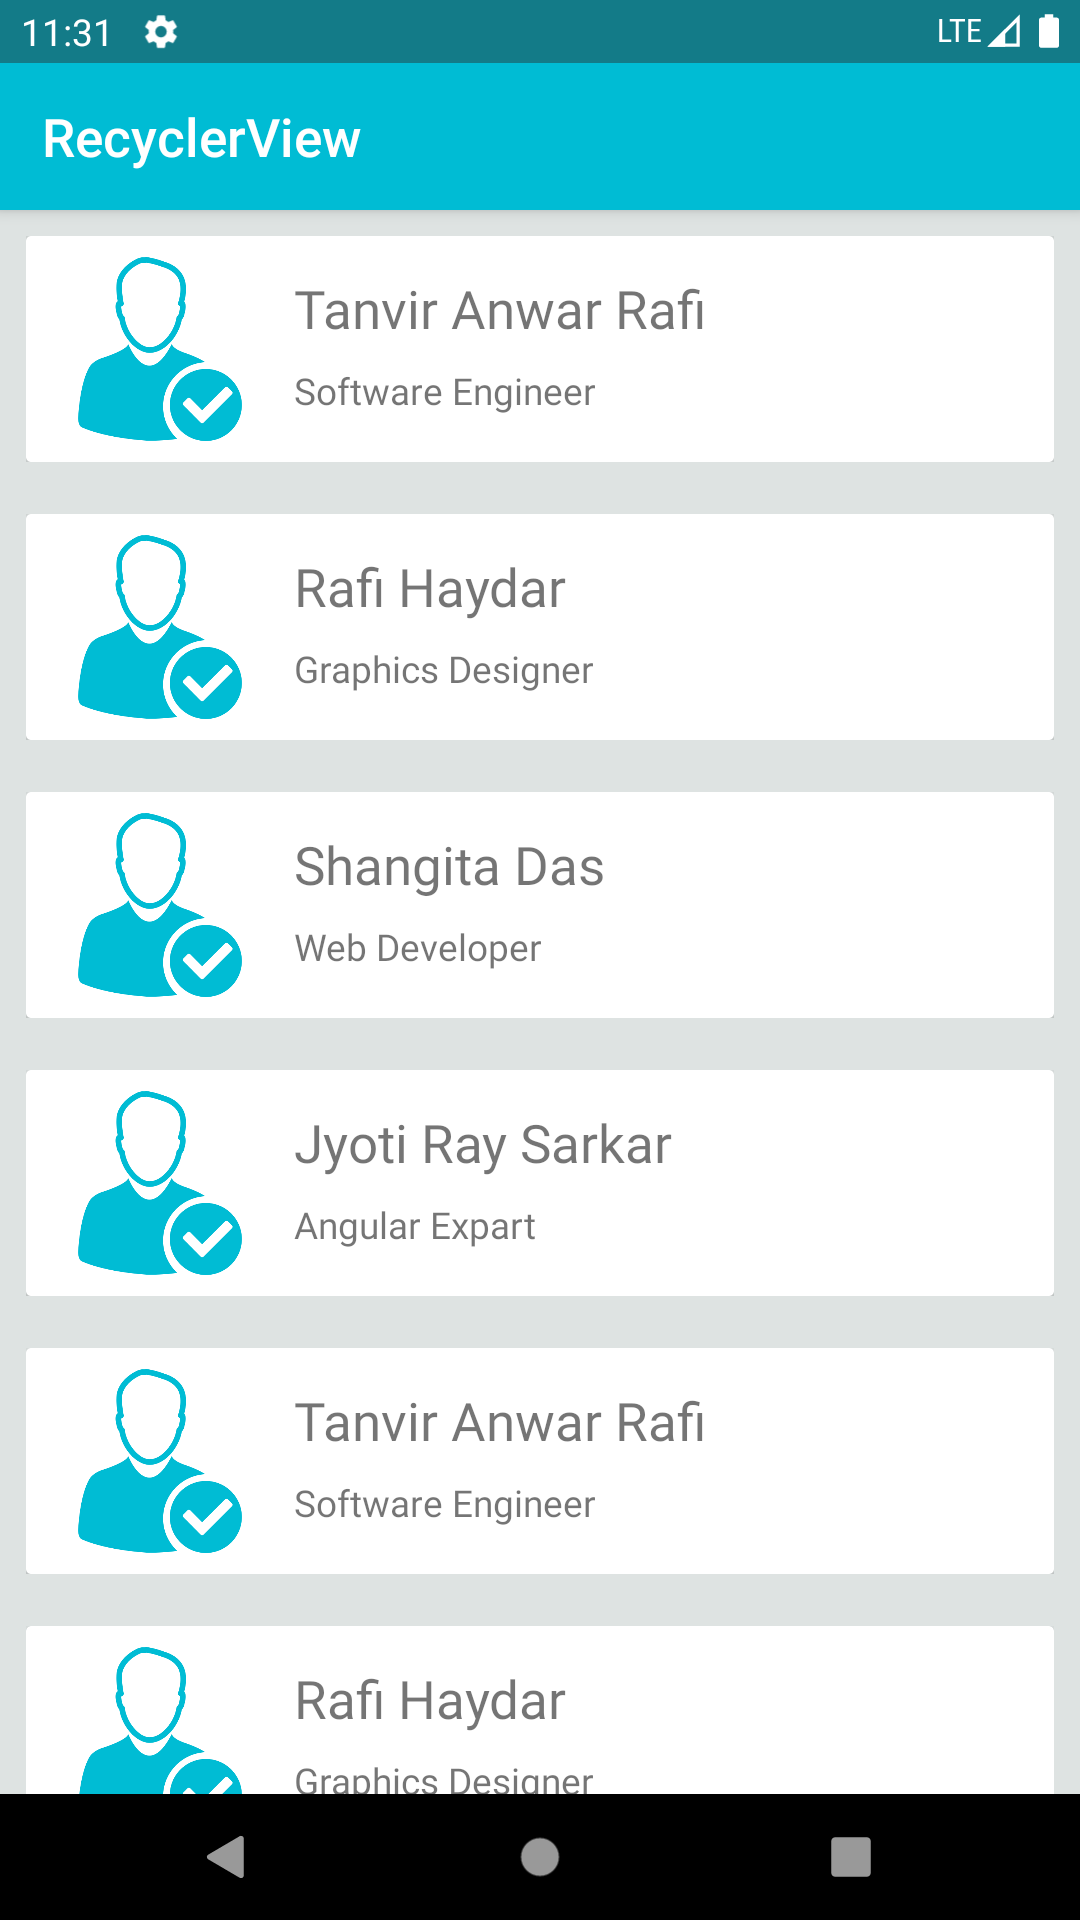 11:31 LTE
RecyclerView
Tanvir Anwar Rafi
Software Engineer
Rafi Haydar
Graphics Designer
Shangita Das
Web Developer
Jyoti Ray Sarkar
Angular Expart
Tanvir Anwar Rafi
Software Engineer
Rafi Haydar
Graphics Designer